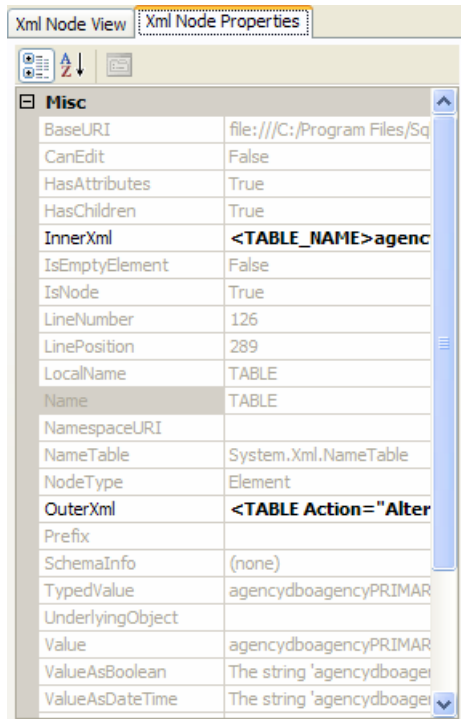 Xml Node View Xml Node Properties
A Z
Misc
BaseURI file:///C:/Program Files/Sq
CanEdit False
HasAttributes True
HasChildren True
InnerXml <TABLE_NAME>agenc
IsEmptyElement False
IsNode True
LineNumber 126
LinePosition 289
LocalName TABLE
Name TABLE
NamespaceURI
NameTable System.Xml.NameTable
NodeType Element
OuterXml <TABLE Action="Alter
Prefix
SchemaInfo (none)
TypedValue agencydboagencyPRIMAR
UnderlyingObject
Value agencydboagencyPRIMAR
ValueAsBoolean The string 'agencydboager
ValueAsDateTime The string 'agencydboager